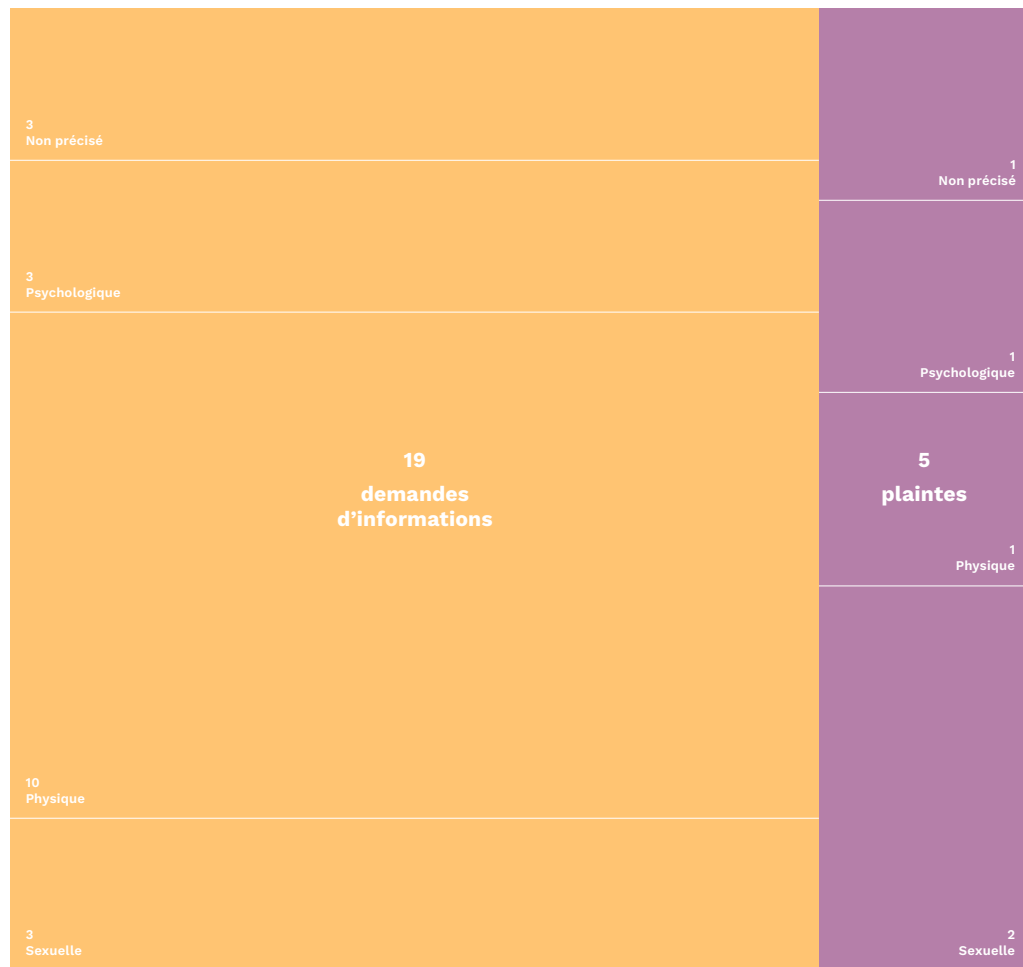 3
Non précisé
3
Psychologique
19
demandes
d’informations
10
Physique
3
Sexuelle
1
Non précisé
1
Psychologique
5
plaintes
1
Physique
2
Sexuelle